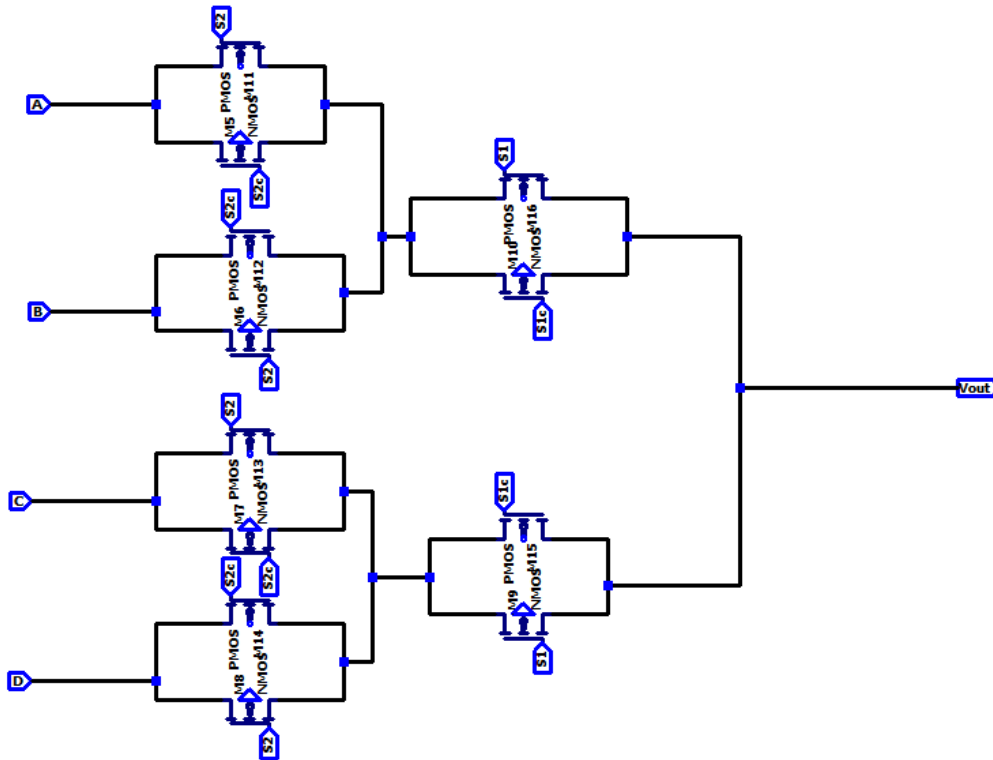 S2
PMOS
M11
A
M5
NMOS
S2c
S2c
PMOS
M12
B
M6
NMOS
S2
S1
PMOS
M16
M10
NMOS
S1c
Vout
S2
PMOS
M13
C
M7
NMOS
S2c
S2c
PMOS
M14
D
M8
NMOS
S2
S1c
PMOS
M15
M9
NMOS
S1